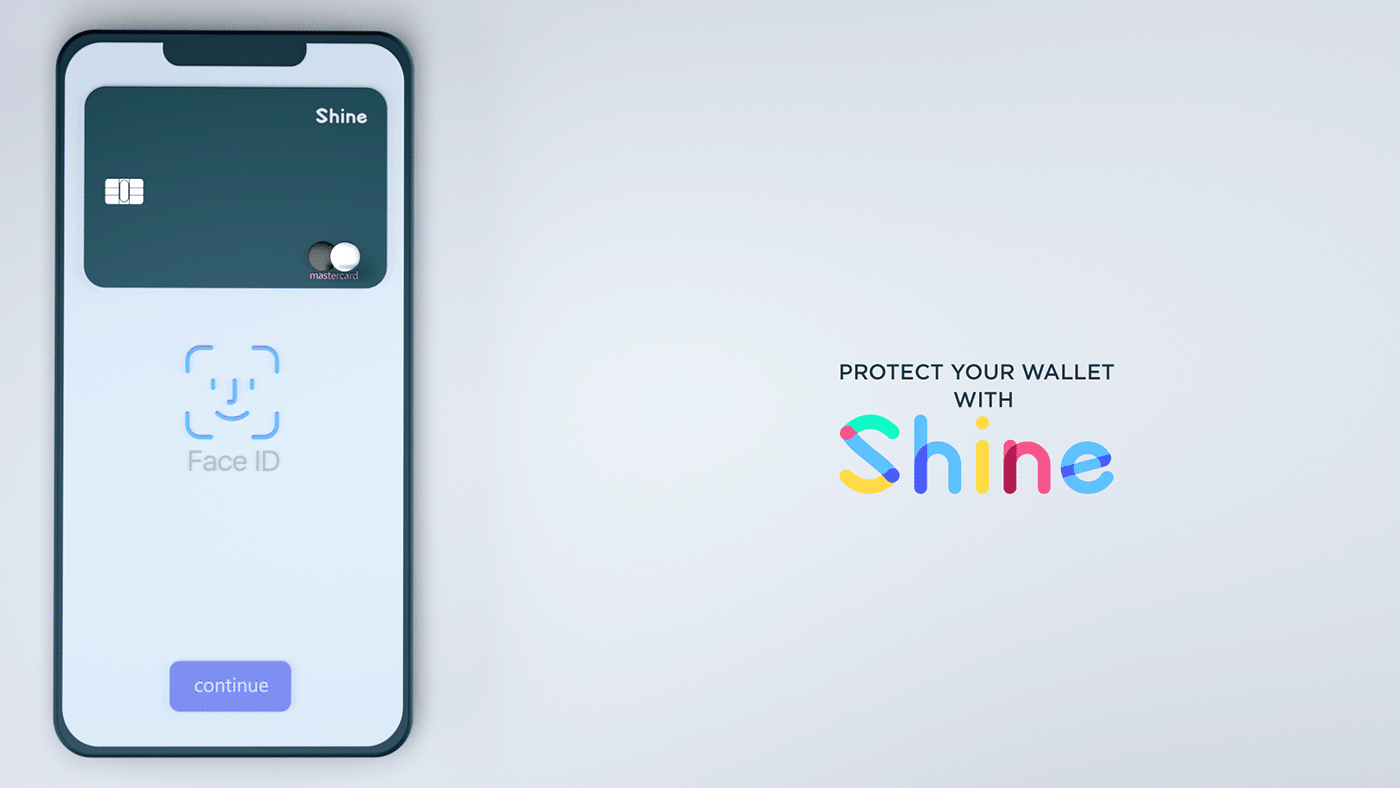 Shine
mastercard
Face ID
continue
PROTECT YOUR WALLET
WITH
Shine